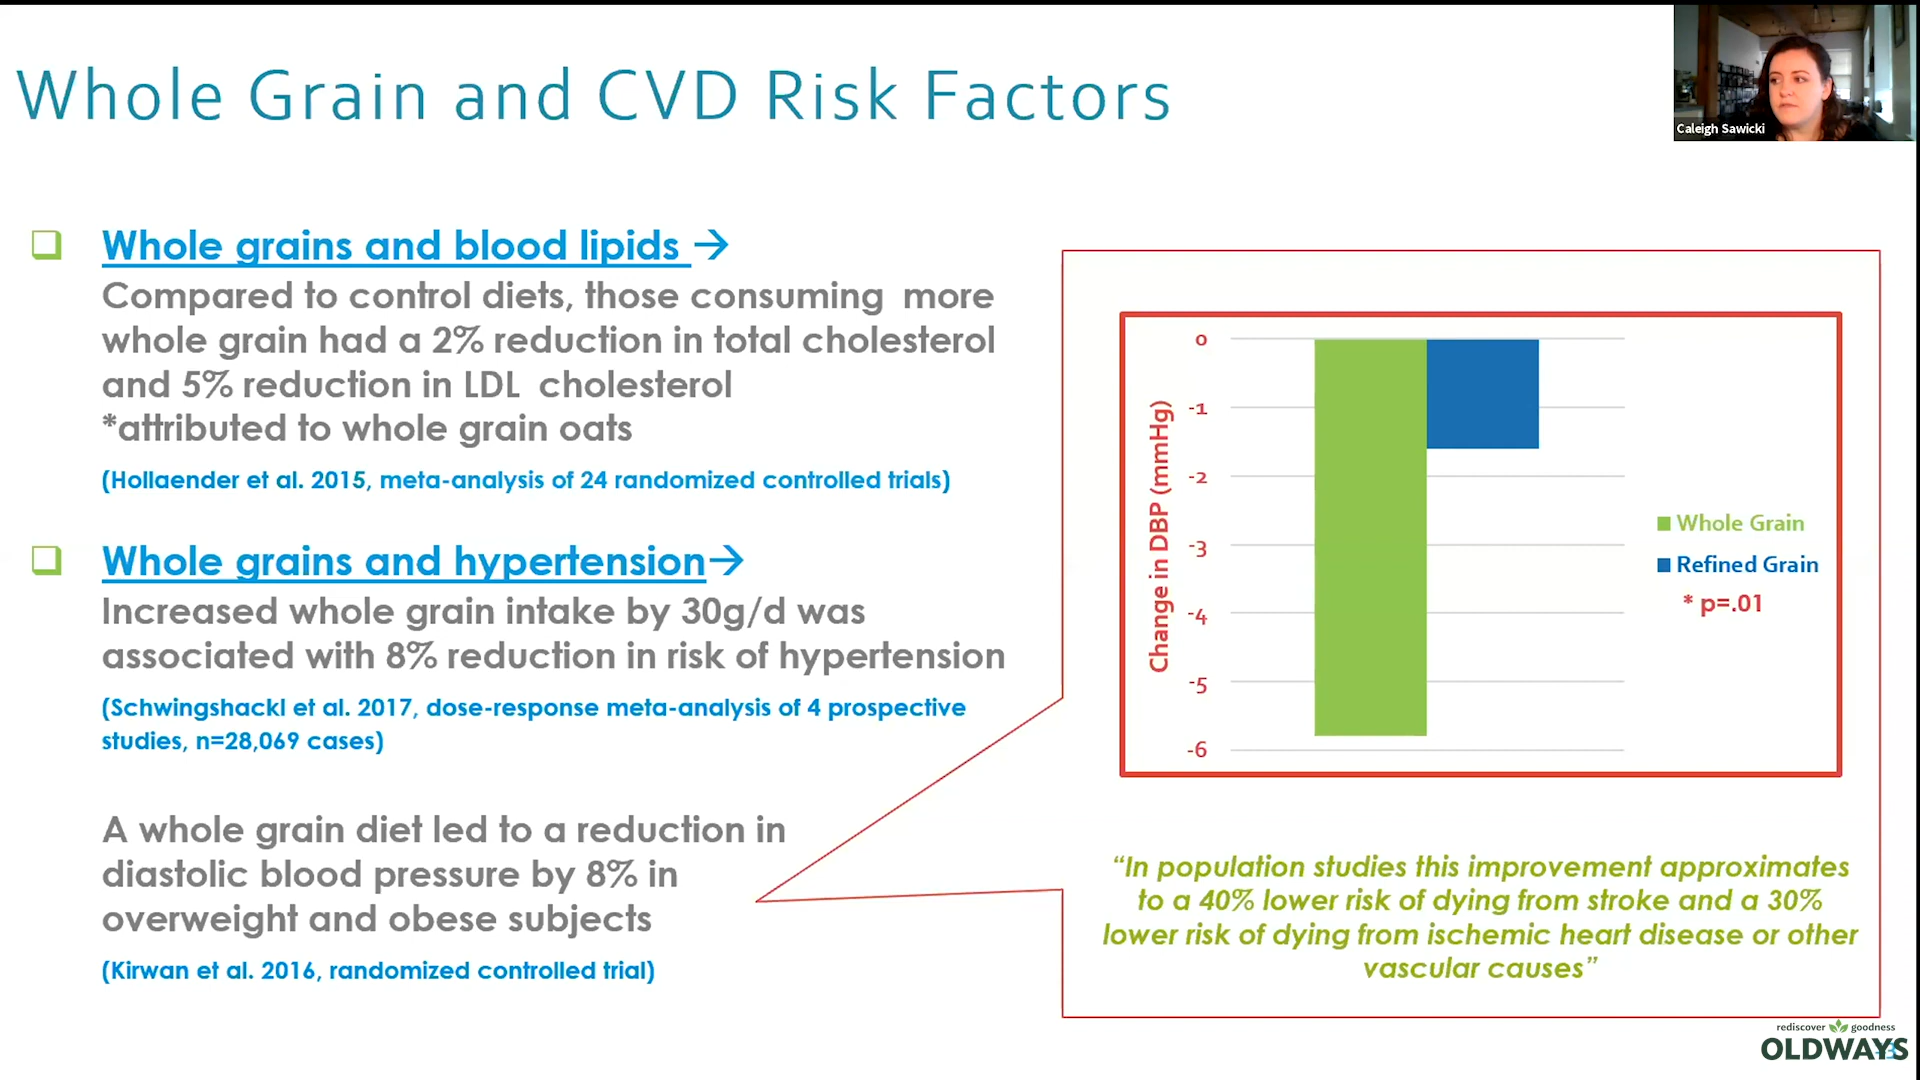 Whole Grain and CVD Risk Factors
Caleigh Sawicki
Whole grains and blood lipids →
Compared to control diets, those consuming more
whole grain had a 2% reduction in total cholesterol
and 5% reduction in LDL cholesterol
*attributed to whole grain oats
(Hollaender et al. 2015, meta-analysis of 24 randomized controlled trials)
Whole grains and hypertension→
Increased whole grain intake by 30g/d was
associated with 8% reduction in risk of hypertension
(Schwingshackl et al. 2017, dose-response meta-analysis of 4 prospective
studies, n=28,069 cases)
A whole grain diet led to a reduction in
diastolic blood pressure by 8% in
overweight and obese subjects
(Kirwan et al. 2016, randomized controlled trial)
Change in DBP (mmHg)
0
-1
-2
-3
-4
-5
-6
Whole Grain
Refined Grain
* p=.01
“In population studies this improvement approximates
to a 40% lower risk of dying from stroke and a 30%
lower risk of dying from ischemic heart disease or other
vascular causes”
rediscover goodness
OLDWAYS